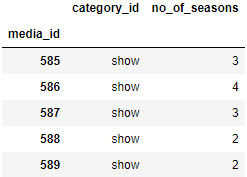 category_id no_of_seasons
media_id
585 show 3
586 show 4
587 show 3
588 show 2
589 show 2